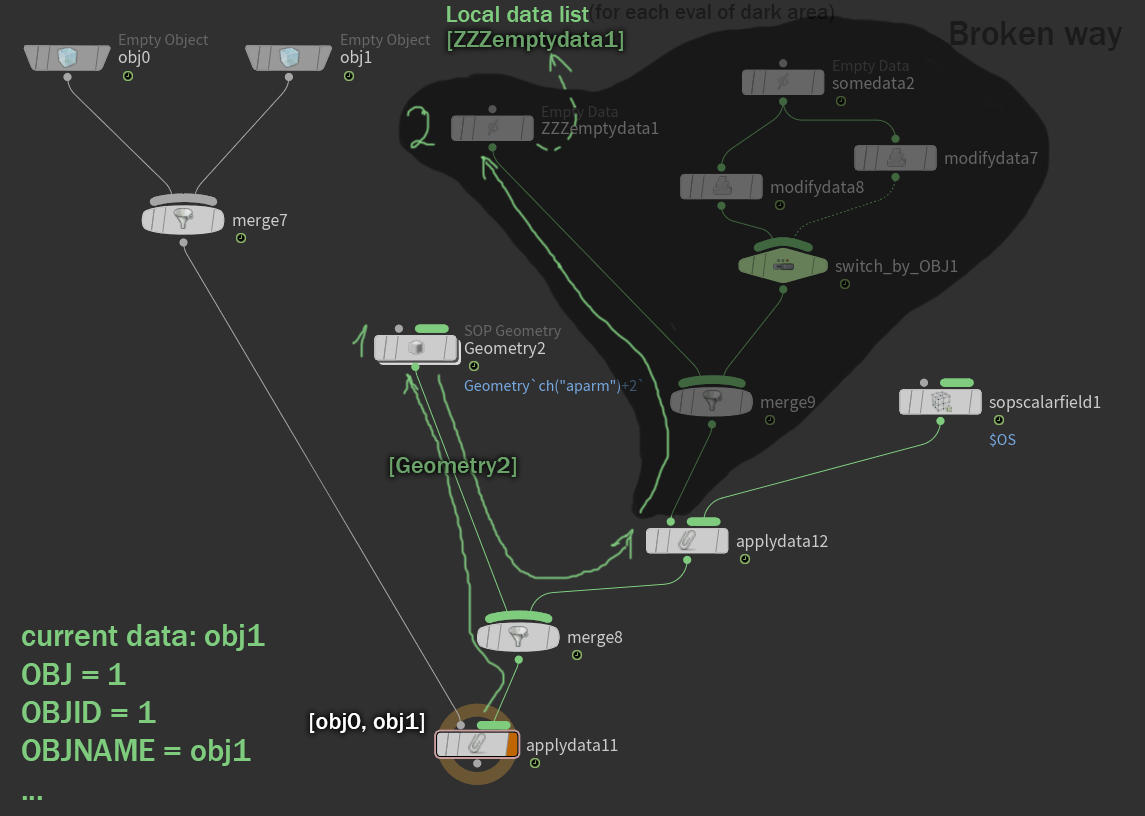 Local data list(for each eval of dark area)
[ZZZemptydata1]
Broken way
Empty Object
obj0
Empty Object
obj1
Empty Data
somedata2
2
Empty Data
ZZZemptydata1
modifydata7
modifydata8
merge7
switch_by_OBJ1
1
SOP Geometry
Geometry2
Geometry`ch("aparm")+2`
merge9
sopscalarfield1
$OS
[Geometry2]
applydata12
current data: obj1
merge8
OBJ = 1
OBJID = 1
[obj0, obj1]
OBJNAME = obj1
applydata11
...